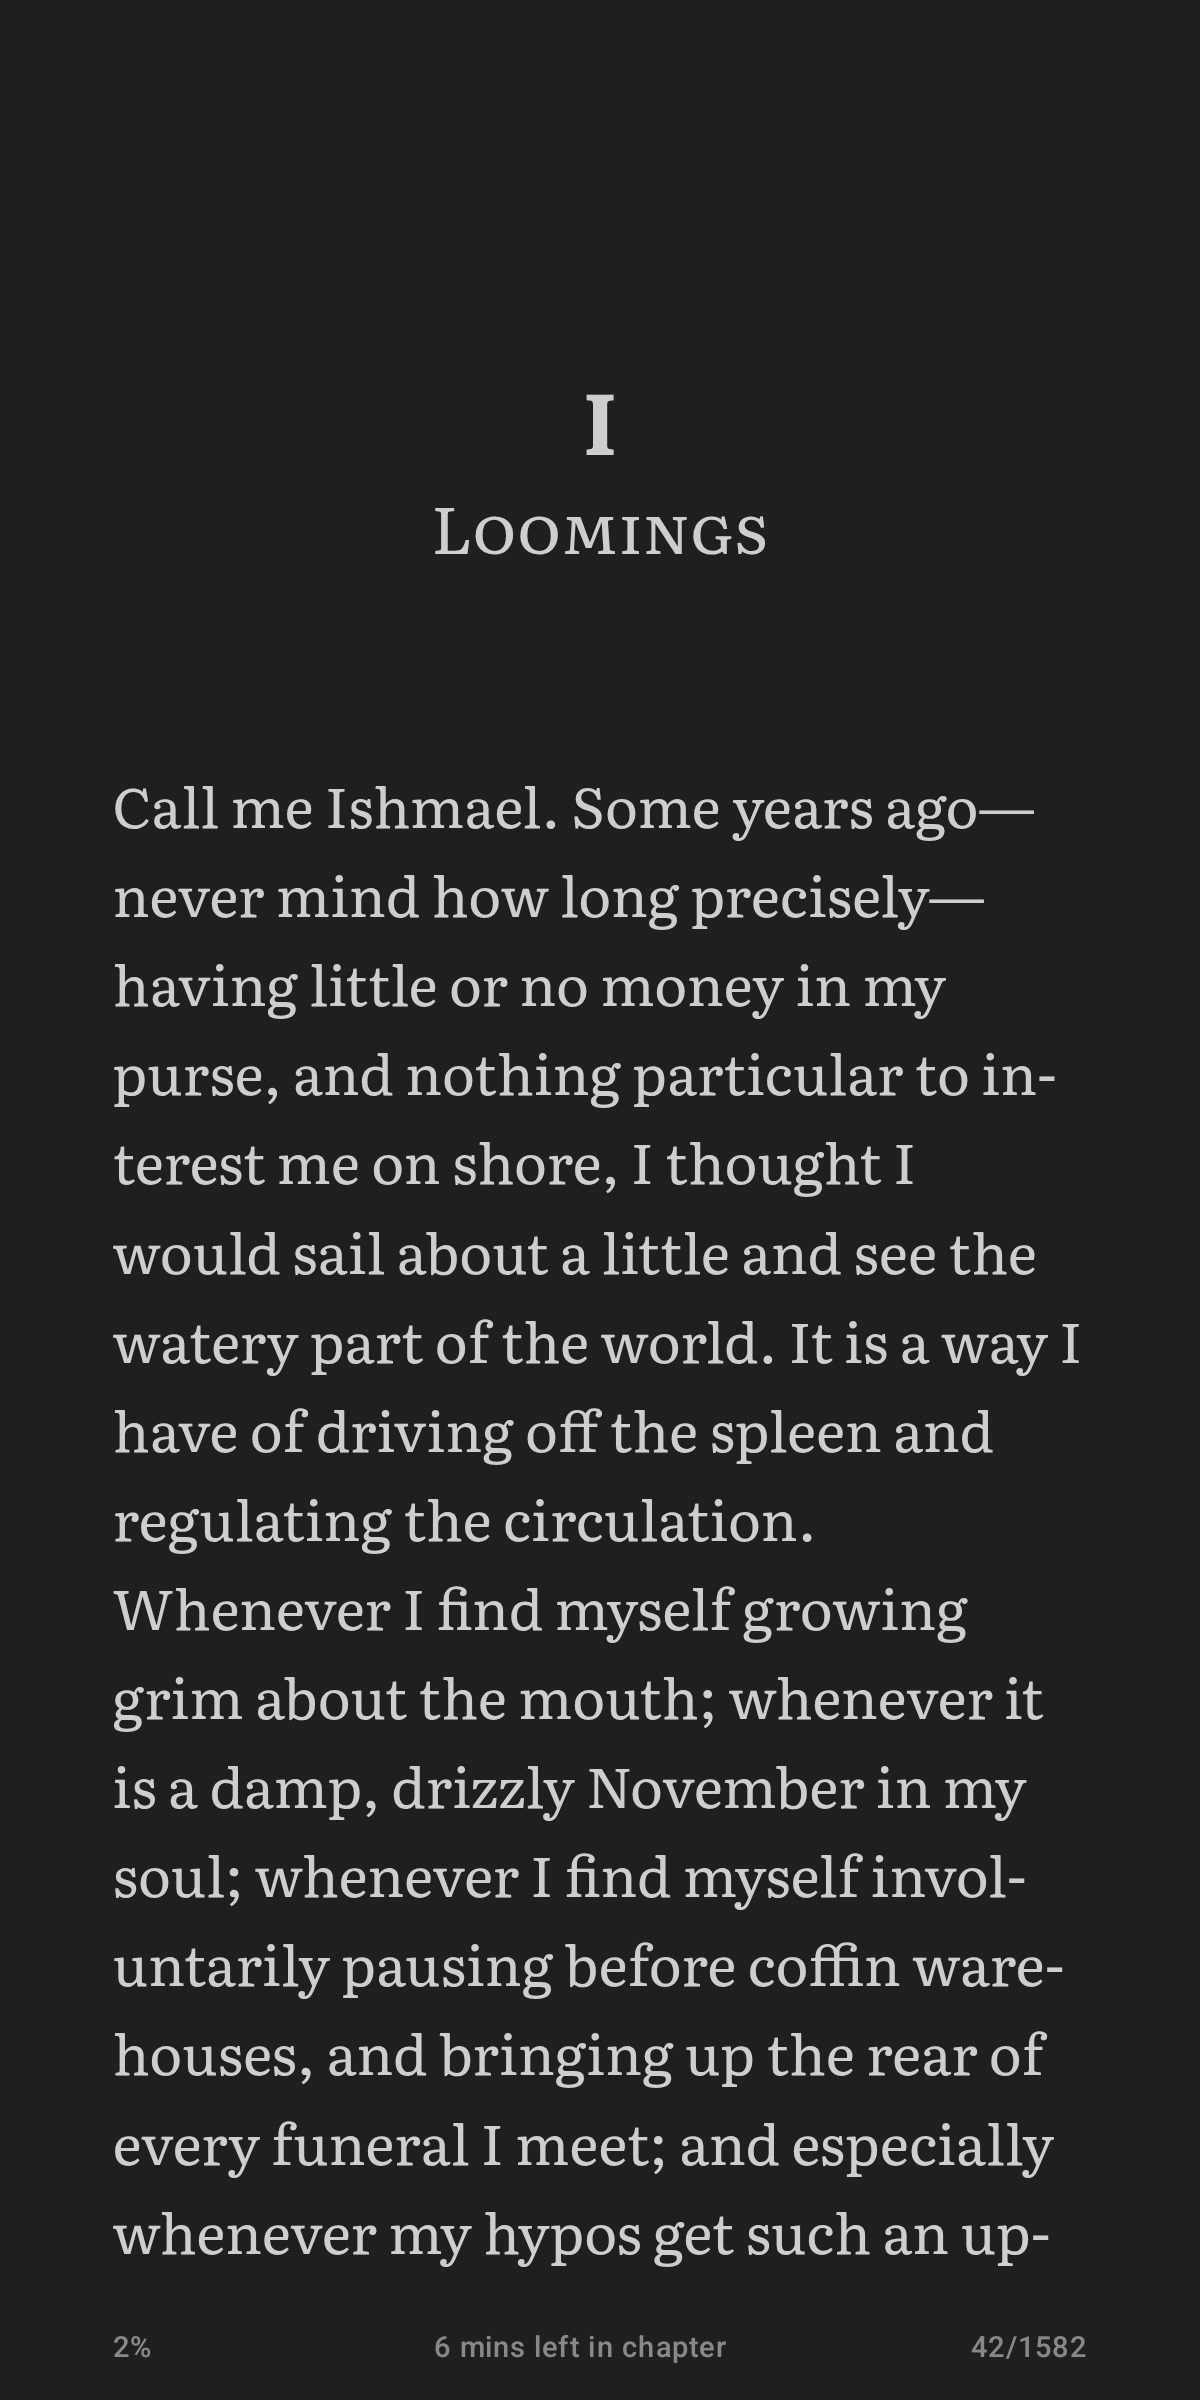 I
Loomings
Call me Ishmael. Some years ago—
never mind how long precisely—
having little or no money in my
purse, and nothing particular to in-
terest me on shore, I thought I
would sail about a little and see the
watery part of the world. It is a way I
have of driving off the spleen and
regulating the circulation.
Whenever I find myself growing
grim about the mouth; whenever it
is a damp, drizzly November in my
soul; whenever I find myself invol-
untarily pausing before coffin ware-
houses, and bringing up the rear of
every funeral I meet; and especially
whenever my hypos get such an up-
2% 6 mins left in chapter 42/1582